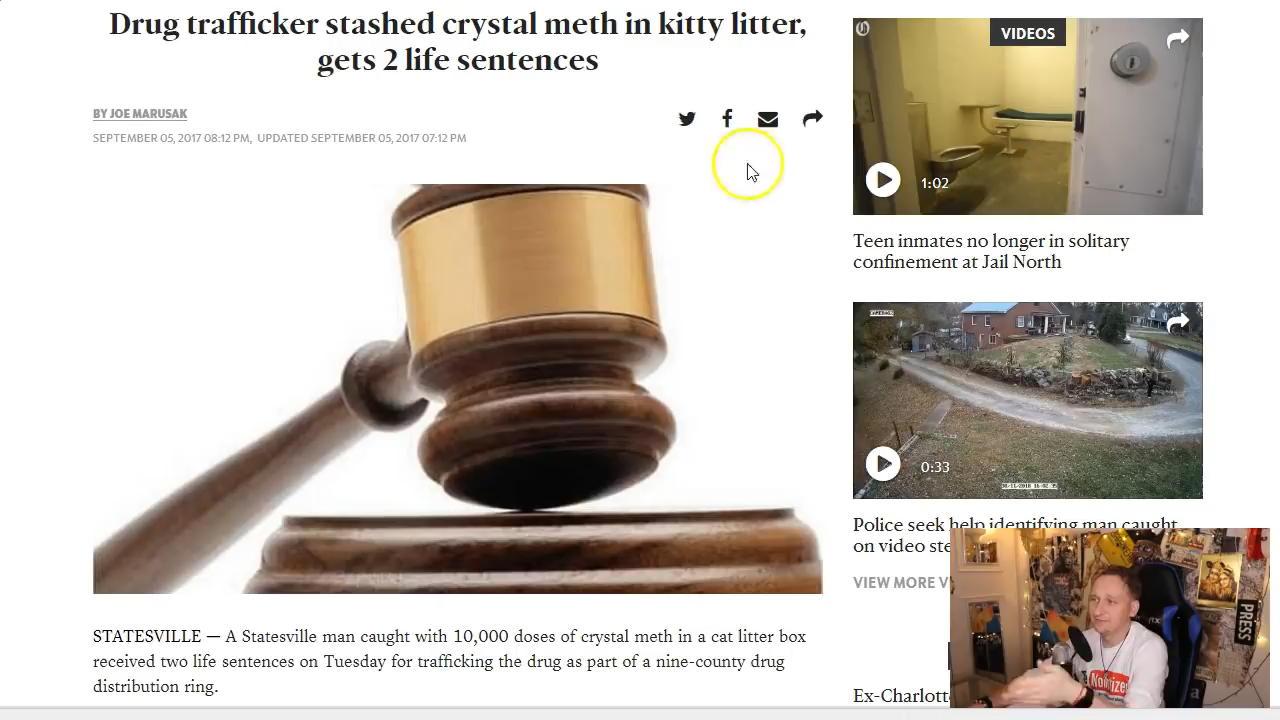 Drug trafficker stashed crystal meth in kitty litter,
gets 2 life sentences
BY JOE MARUSAK
SEPTEMBER 05, 2017 08:12 PM, UPDATED SEPTEMBER 05, 2017 07:12 PM
STATESVILLE — A Statesville man caught with 10,000 doses of crystal meth in a cat litter box
received two life sentences on Tuesday for trafficking the drug as part of a nine-county drug
distribution ring.
VIDEOS
1:02
Teen inmates no longer in solitary
confinement at Jail North
0:33
Police seek help identifying man caught
on video ste
VIEW MORE V
Ex-Charlott
PRESS